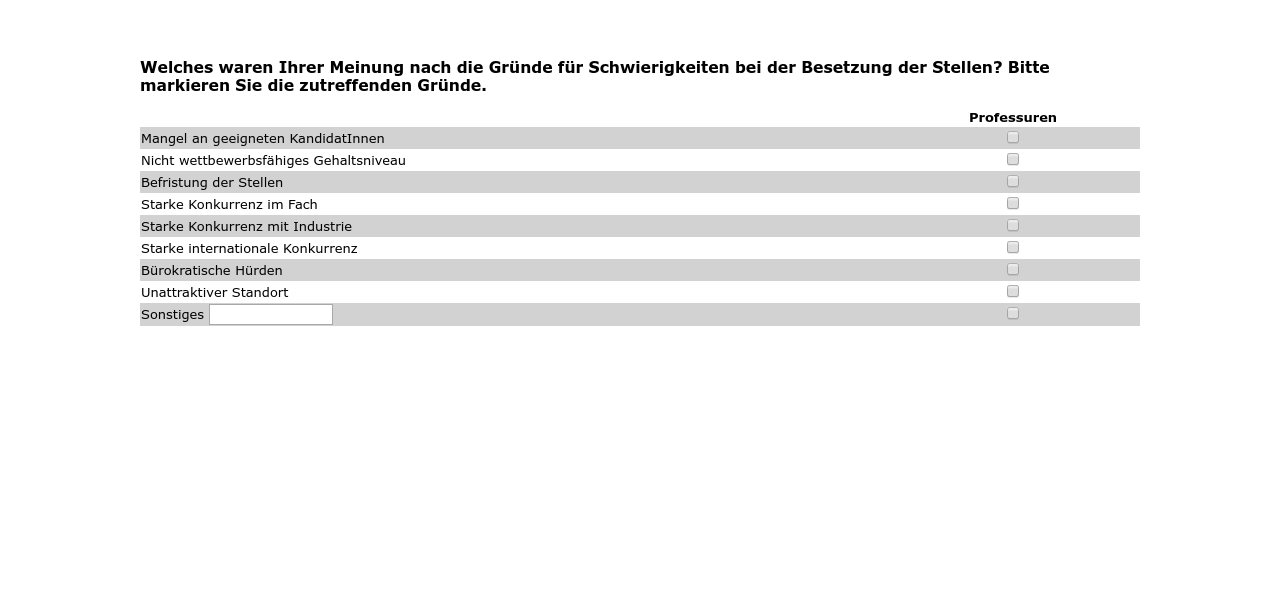 Welches waren Ihrer Meinung nach die Gründe für Schwierigkeiten bei der Besetzung der Stellen? Bitte
markieren Sie die zutreffenden Gründe.
Professuren
Mangel an geeigneten KandidatInnen
Nicht wettbewerbsfähiges Gehaltsniveau
Befristung der Stellen
Starke Konkurrenz im Fach
Starke Konkurrenz mit Industrie
Starke internationale Konkurrenz
Bürokratische Hürden
Unattraktiver Standort
Sonstiges